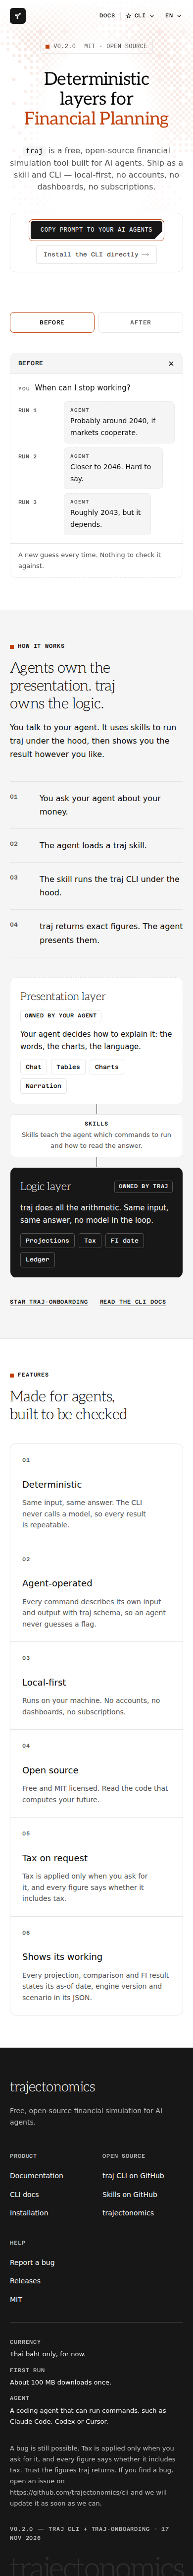 DOCS CLI EN
V0.2.0 MIT · OPEN SOURCE
Deterministic
layers for
Financial Planning
traj is a free, open-source financial
simulation tool built for AI agents. Ship as a
skill and CLI — local-first, no accounts, no
dashboards, no subscriptions.
COPY PROMPT TO YOUR AI AGENTS
Install the CLI directly →
BEFORE AFTER
BEFORE ×
YOU When can I stop working?
RUN 1 AGENT
Probably around 2040, if
markets cooperate.
RUN 2 AGENT
Closer to 2046. Hard to
say.
RUN 3 AGENT
Roughly 2043, but it
depends.
A new guess every time. Nothing to check it
against.
HOW IT WORKS
Agents own the
presentation. traj
owns the logic.
You talk to your agent. It uses skills to run
traj under the hood, then shows you the
result however you like.
01 You ask your agent about your
money.
02 The agent loads a traj skill.
03 The skill runs the traj CLI under the
hood.
04 traj returns exact figures. The agent
presents them.
Presentation layer
OWNED BY YOUR AGENT
Your agent decides how to explain it: the
words, the charts, the language.
Chat Tables Charts
Narration
SKILLS
Skills teach the agent which commands to run
and how to read the answer.
Logic layer OWNED BY TRAJ
traj does all the arithmetic. Same input,
same answer, no model in the loop.
Projections Tax FI date
Ledger
STAR TRAJ-ONBOARDING READ THE CLI DOCS
FEATURES
Made for agents,
built to be checked
01
Deterministic
Same input, same answer. The CLI
never calls a model, so every result
is repeatable.
02
Agent-operated
Every command describes its own input
and output with traj schema, so an agent
never guesses a flag.
03
Local-first
Runs on your machine. No accounts, no
dashboards, no subscriptions.
04
Open source
Free and MIT licensed. Read the code that
computes your future.
05
Tax on request
Tax is applied only when you ask for
it, and every figure says whether it
includes tax.
06
Shows its working
Every projection, comparison and FI result
states its as-of date, engine version and
scenario in its JSON.
trajectonomics
Free, open-source financial simulation for AI
agents.
PRODUCT OPEN SOURCE
Documentation traj CLI on GitHub
CLI docs Skills on GitHub
Installation trajectonomics
HELP
Report a bug
Releases
MIT
CURRENCY
Thai baht only, for now.
FIRST RUN
About 100 MB downloads once.
AGENT
A coding agent that can run commands, such as
Claude Code, Codex or Cursor.
A bug is still possible. Tax is applied only when you
ask for it, and every figure says whether it includes
tax. Trust the figures traj returns. If you find a bug,
open an issue on
https://github.com/trajectonomics/cli and we will
update it as soon as we can.
V0.2.0 — TRAJ CLI + TRAJ-ONBOARDING · 17
NOV 2026
trajectonomics